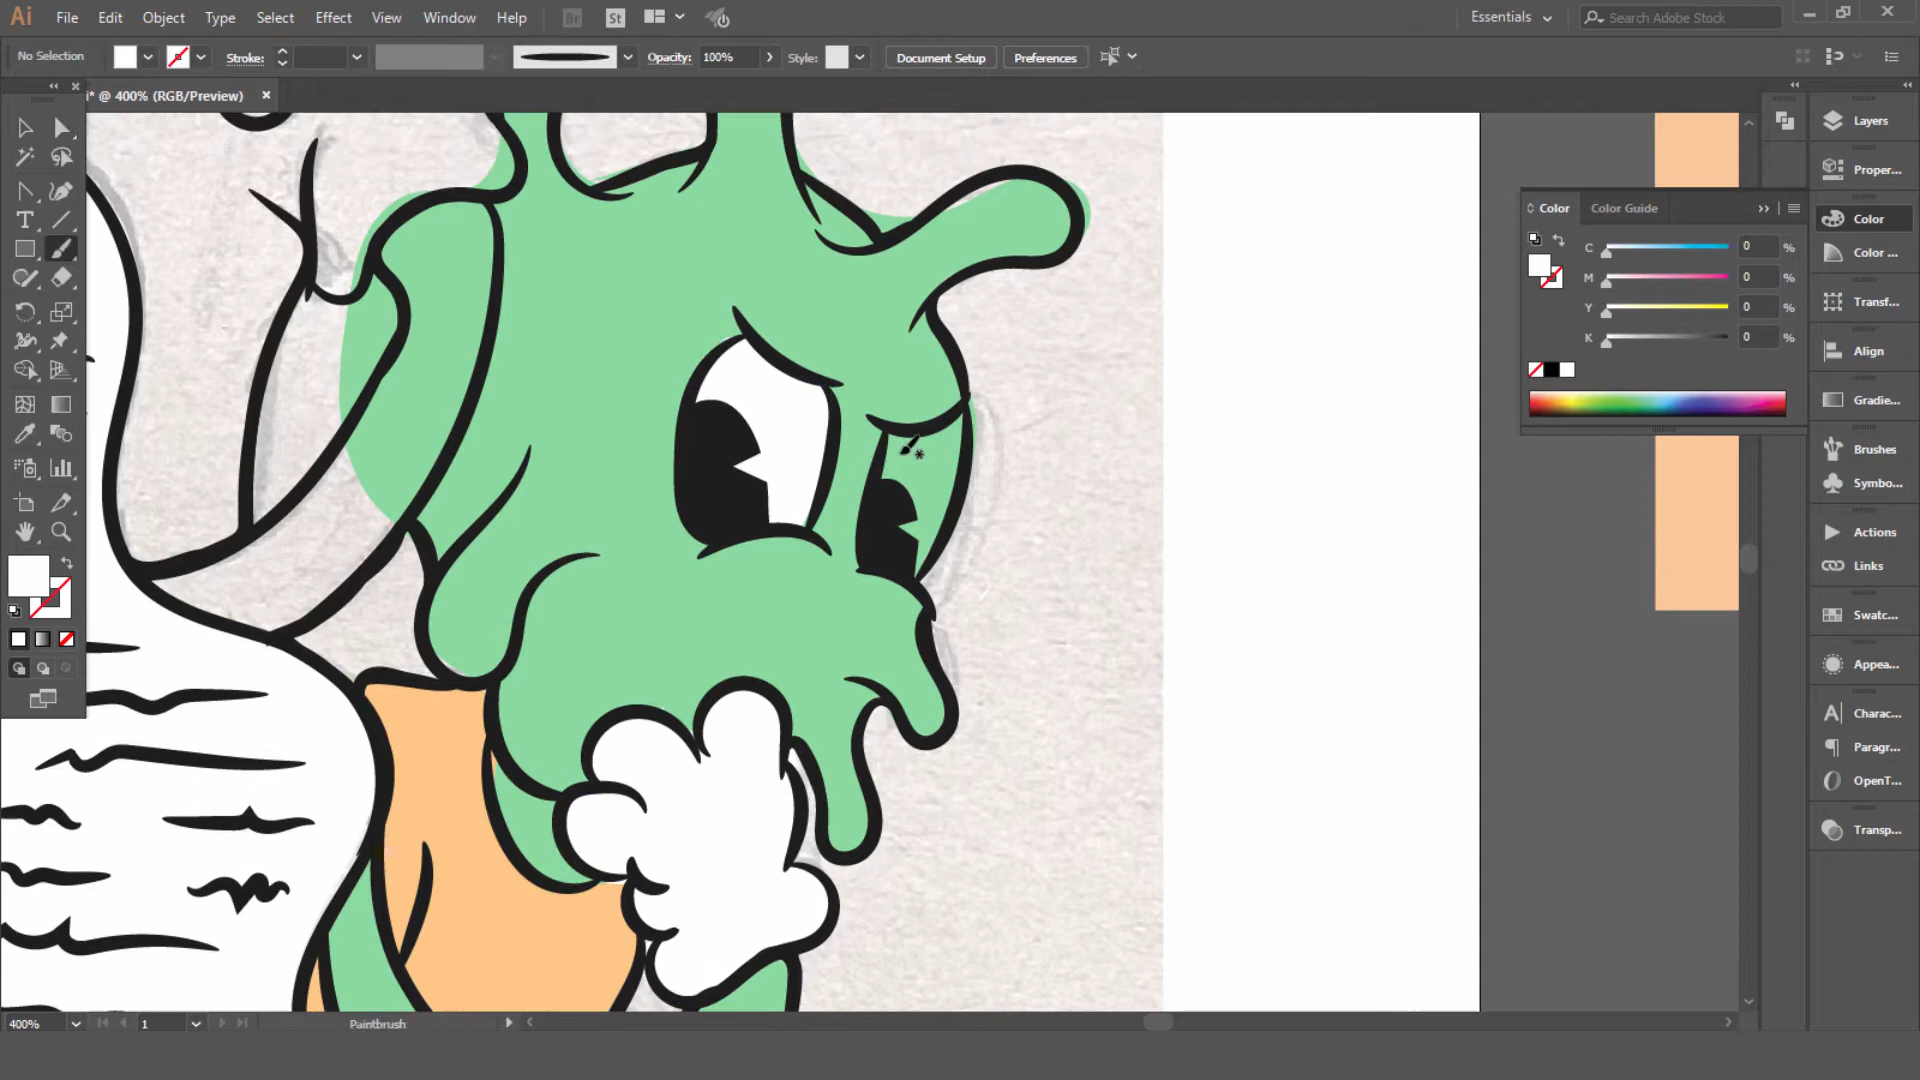 Ai File Edit Object Type Select Effect View Window Help Br St Essentials Search Adobe Stock
No Selection Stroke: Opacity: 100% Style: Document Setup Preferences
i* @ 400% (RGB/Preview)
Layers
Proper...
Color Color Guide
Color
C 0 %
Color ...
M 0 %
Transf...
Y 0 %
K 0 %
Align
Gradie...
Brushes
Symbo...
Actions
Links
Swatc...
Appea...
Charac...
Paragr...
OpenT...
Transp...
400% 1 Paintbrush